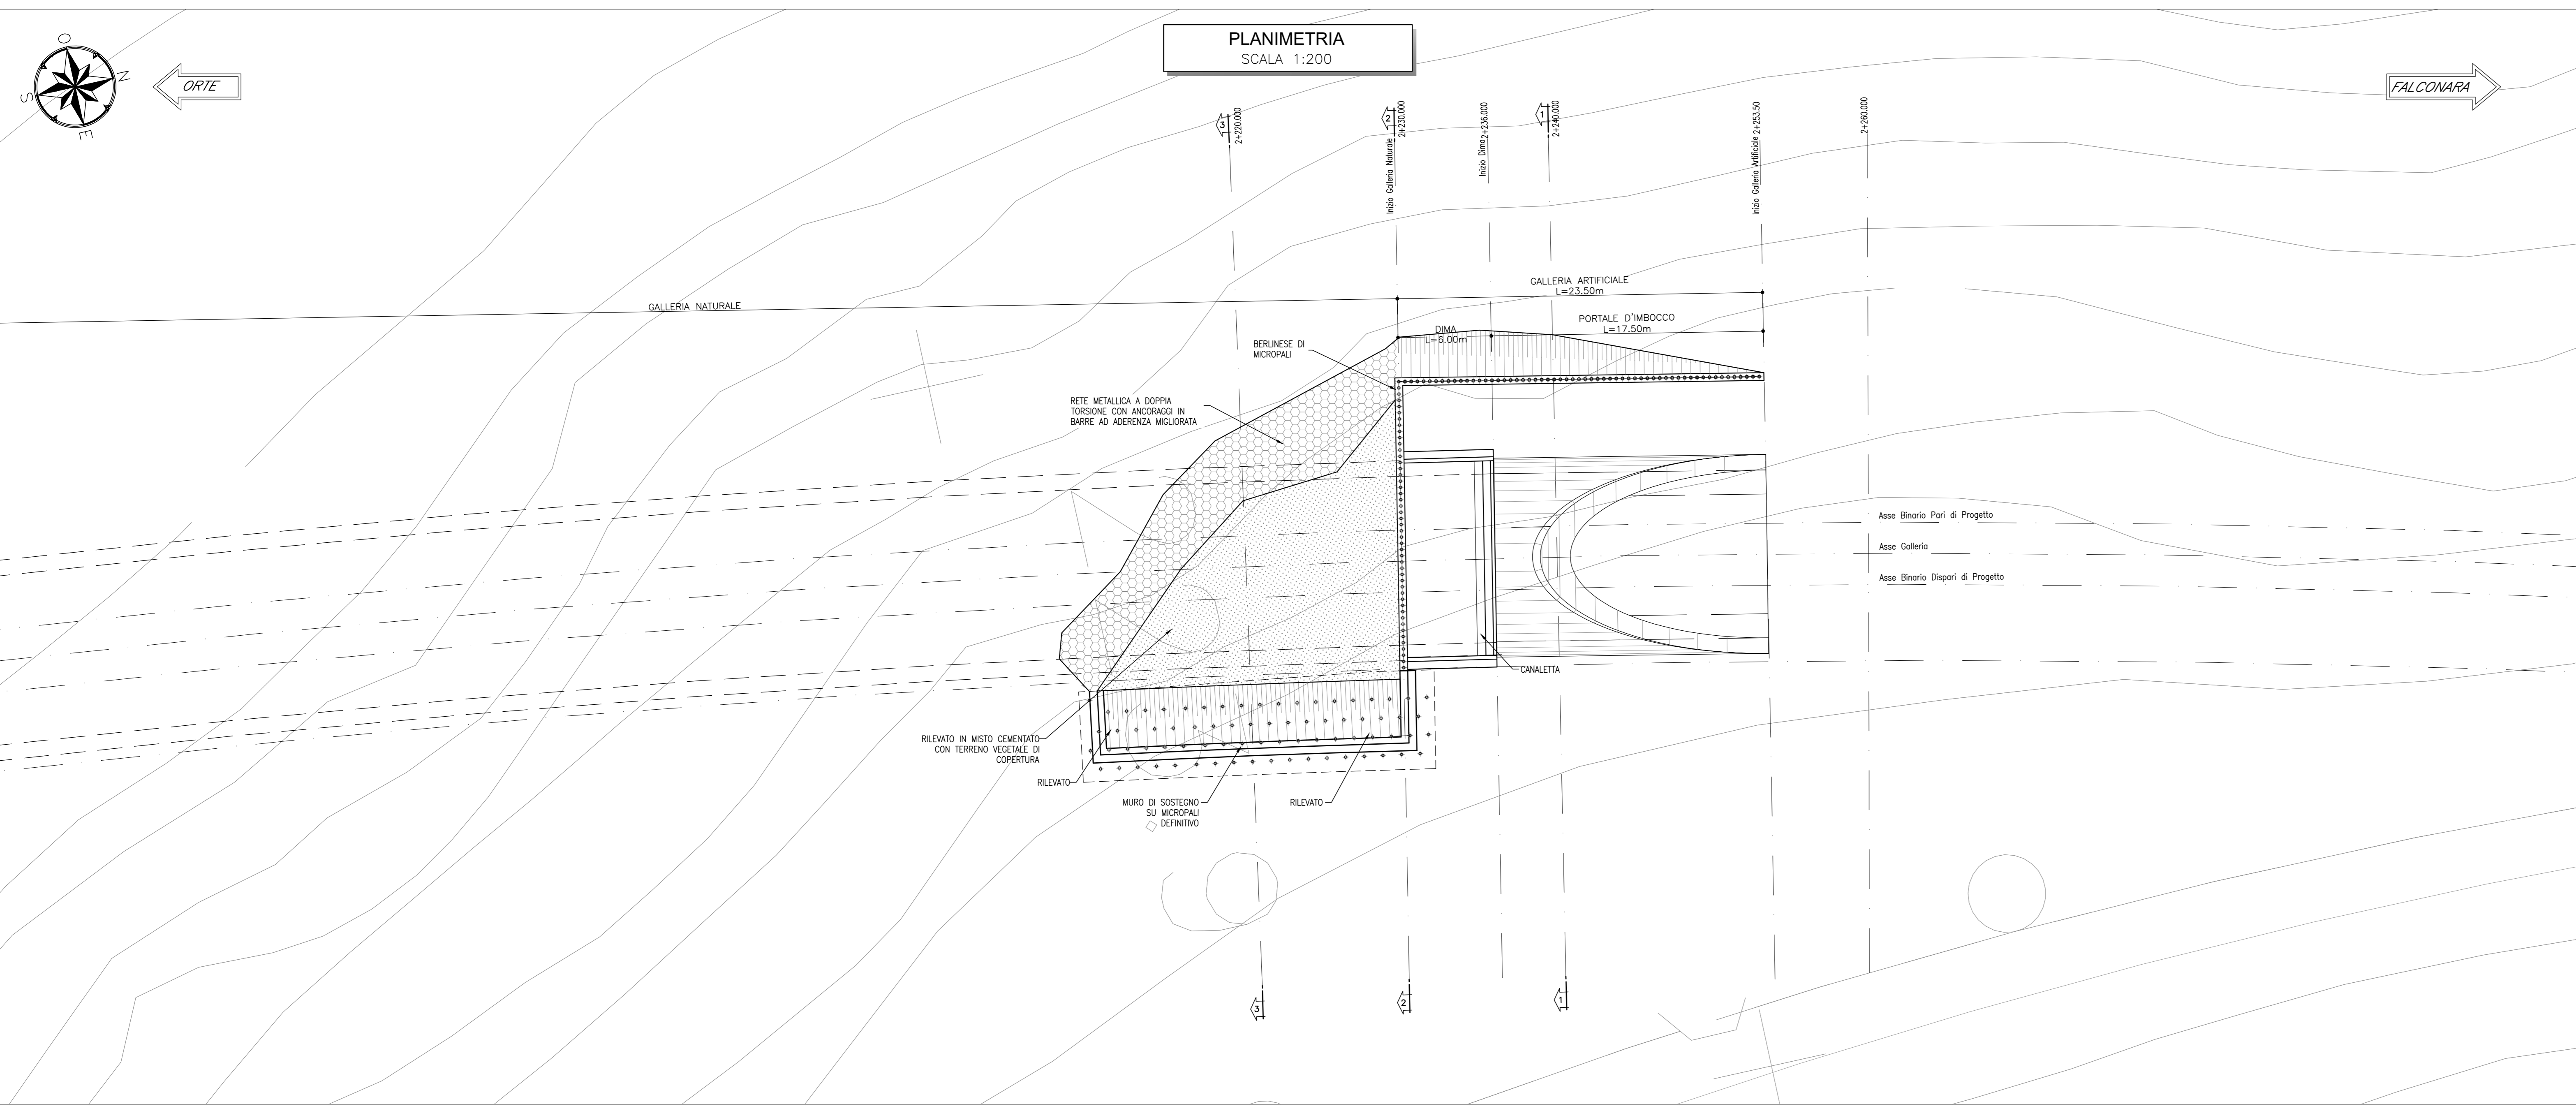 PLANIMETRIA
SCALA 1:200
O
N
S
E
ORTE
FALCONARA
3
2+220.000
2
2+230.000
Inizio Galleria Naturale
Inizio Dima 2+236.000
1
2+240.000
Inizio Galleria Artificiale 2+253.50
2+260.000
GALLERIA NATURALE
GALLERIA ARTIFICIALE
L=23.50m
DIMA
L=6.00m
PORTALE D'IMBOCCO
L=17.50m
BERLINESE DI
MICROPALI
RETE METALLICA A DOPPIA
TORSIONE CON ANCORAGGI IN
BARRE AD ADERENZA MIGLIORATA
Asse Binario Pari di Progetto
Asse Galleria
Asse Binario Dispari di Progetto
CANALETTA
RILEVATO IN MISTO CEMENTATO
CON TERRENO VEGETALE DI
COPERTURA
RILEVATO
MURO DI SOSTEGNO
SU MICROPALI
DEFINITIVO
RILEVATO
3
2
1